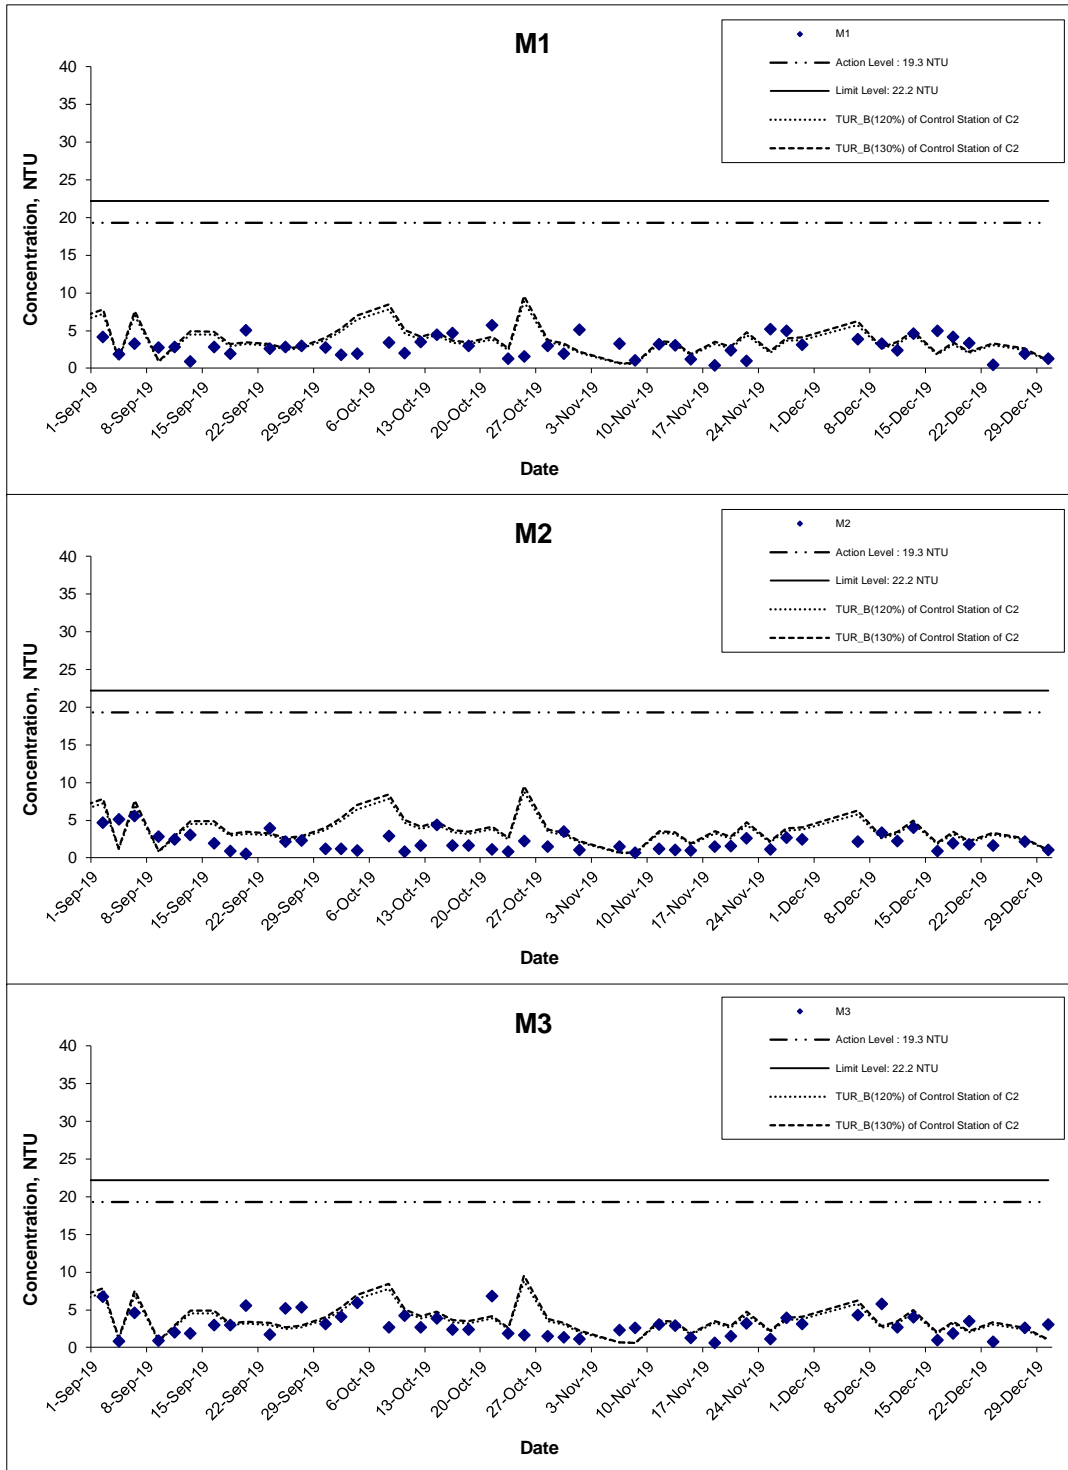 M1
M1
Action Level : 19.3 NTU
Limit Level: 22.2 NTU
TUR_B(120%) of Control Station of C2
TUR_B(130%) of Control Station of C2
Concentration, NTU
40
35
30
25
20
15
10
5
0
1-Sep-19
8-Sep-19
15-Sep-19
22-Sep-19
29-Sep-19
6-Oct-19
13-Oct-19
20-Oct-19
27-Oct-19
3-Nov-19
10-Nov-19
17-Nov-19
24-Nov-19
1-Dec-19
8-Dec-19
15-Dec-19
22-Dec-19
29-Dec-19
Date
M2
M2
Action Level : 19.3 NTU
Limit Level: 22.2 NTU
TUR_B(120%) of Control Station of C2
TUR_B(130%) of Control Station of C2
Concentration, NTU
40
35
30
25
20
15
10
5
0
1-Sep-19
8-Sep-19
15-Sep-19
22-Sep-19
29-Sep-19
6-Oct-19
13-Oct-19
20-Oct-19
27-Oct-19
3-Nov-19
10-Nov-19
17-Nov-19
24-Nov-19
1-Dec-19
8-Dec-19
15-Dec-19
22-Dec-19
29-Dec-19
Date
M3
M3
Action Level : 19.3 NTU
Limit Level: 22.2 NTU
TUR_B(120%) of Control Station of C2
TUR_B(130%) of Control Station of C2
Concentration, NTU
40
35
30
25
20
15
10
5
0
1-Sep-19
8-Sep-19
15-Sep-19
22-Sep-19
29-Sep-19
6-Oct-19
13-Oct-19
20-Oct-19
27-Oct-19
3-Nov-19
10-Nov-19
17-Nov-19
24-Nov-19
1-Dec-19
8-Dec-19
15-Dec-19
22-Dec-19
29-Dec-19
Date